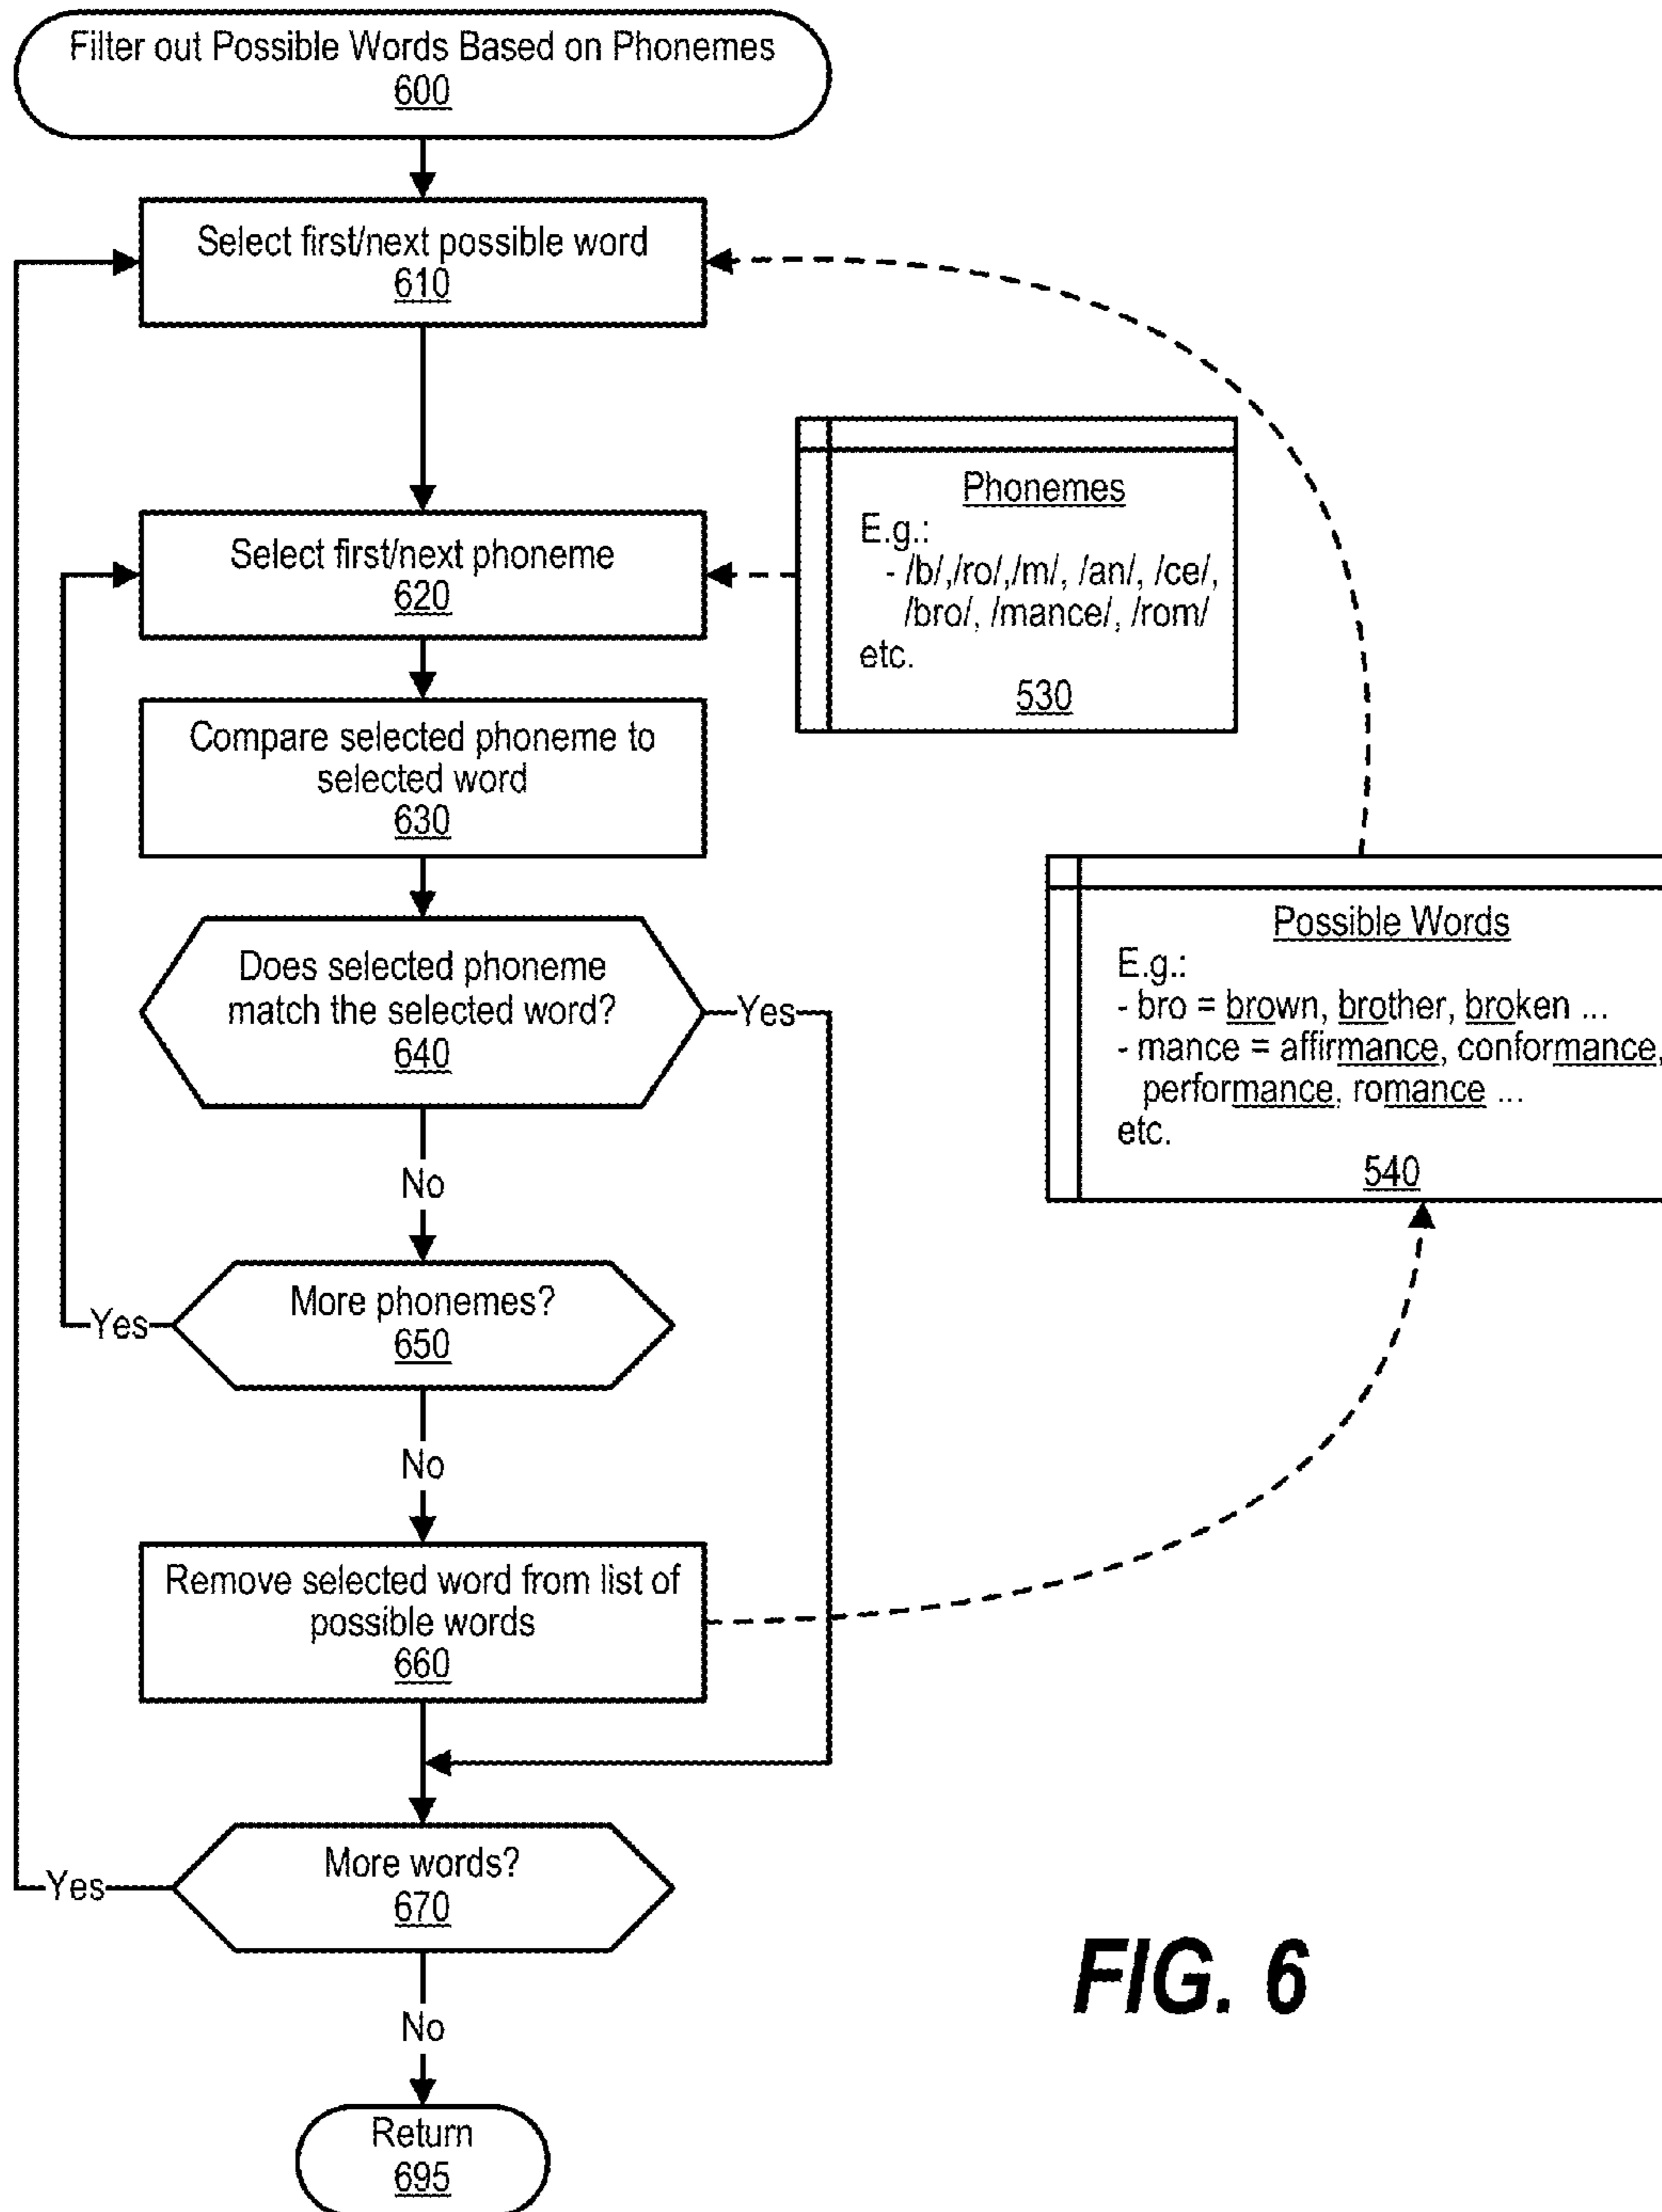 Filter out Possible Words Based on Phonemes
600
Select first/next possible word
610
Phonemes
E.g.:
- /b/,/ro/,/m/, /an/, /ce/,
/bro/, /mance/, /rom/
etc.
530
Select first/next phoneme
620
Compare selected phoneme to
selected word
630
Possible Words
E.g.:
- bro = brown, brother, broken ...
- mance = affirmance, conformance,
performance, romance ...
etc.
540
Does selected phoneme
match the selected word?
640
Yes
No
More phonemes?
650
Yes
No
Remove selected word from list of
possible words
660
More words?
670
Yes
No
Return
695
FIG. 6